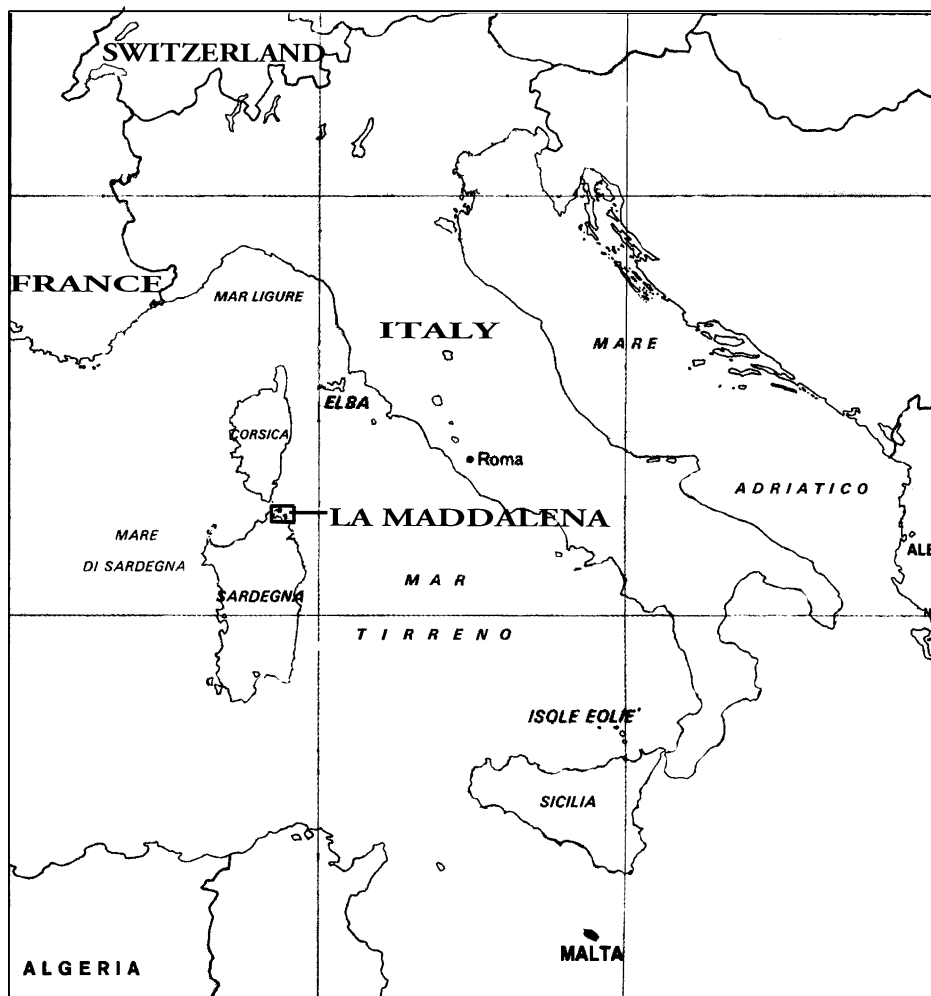 SWITZERLAND
FRANCE
MAR LIGURE
ITALY
MARE
ELBA
CORSICA
Roma
ADRIATICO
LA MADDALENA
MARE
DI SARDEGNA
ALB
MAR
SARDEGNA
TIRRENO
ISOLE EOLIE
SICILIA
MALTA
ALGERIA